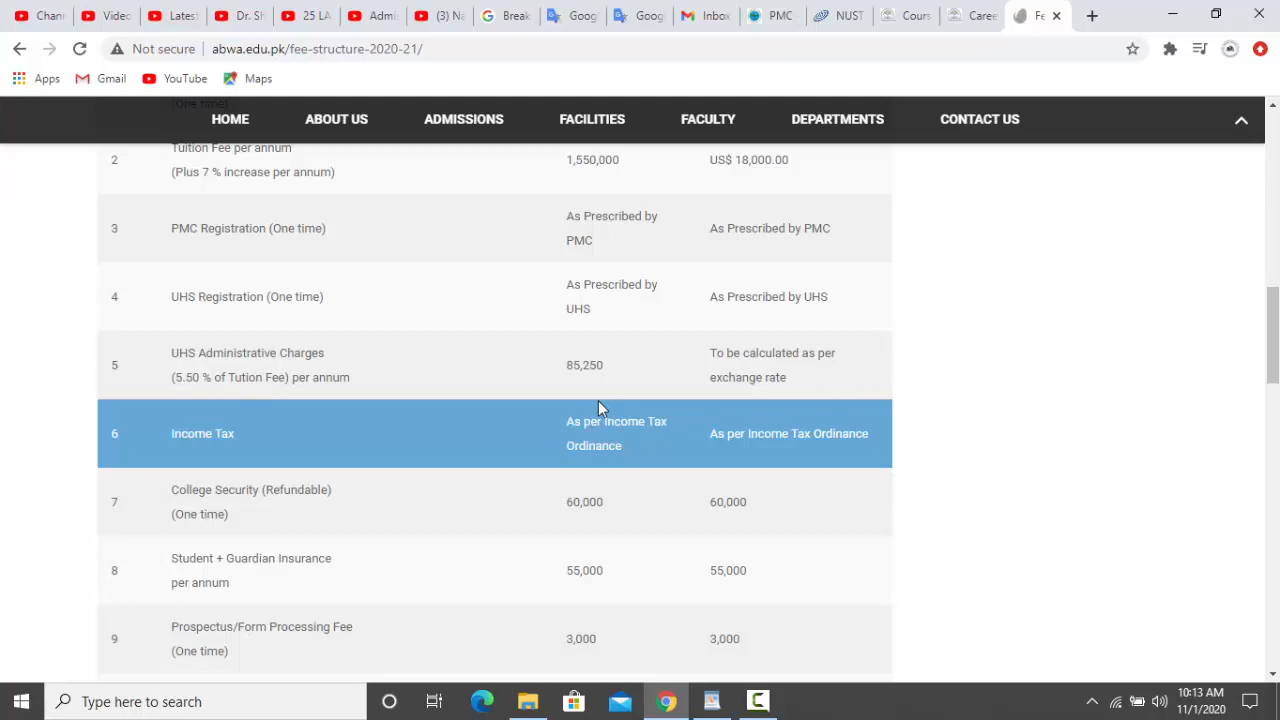 Chan
Video
Latest
Dr. Sh
25 LA
Admi
(3) Na
Break
Goog
Goog
Inbox
PMC
NUST
Cours
Caree
Fe
Not secure
abwa.edu.pk/fee-structure-2020-21/
Apps
Gmail
YouTube
Maps
(One time)
HOME
ABOUT US
ADMISSIONS
FACILITIES
FACULTY
DEPARTMENTS
CONTACT US
2
Tuition Fee per annum
(Plus 7 % increase per annum)
1,550,000
US$ 18,000.00
3
PMC Registration (One time)
As Prescribed by
PMC
As Prescribed by PMC
4
UHS Registration (One time)
As Prescribed by
UHS
As Prescribed by UHS
5
UHS Administrative Charges
(5.50 % of Tution Fee) per annum
85,250
To be calculated as per
exchange rate
6
Income Tax
As per Income Tax
Ordinance
As per Income Tax Ordinance
7
College Security (Refundable)
(One time)
60,000
60,000
8
Student + Guardian Insurance
per annum
55,000
55,000
9
Prospectus/Form Processing Fee
(One time)
3,000
3,000
Type here to search
10:13 AM
11/1/2020